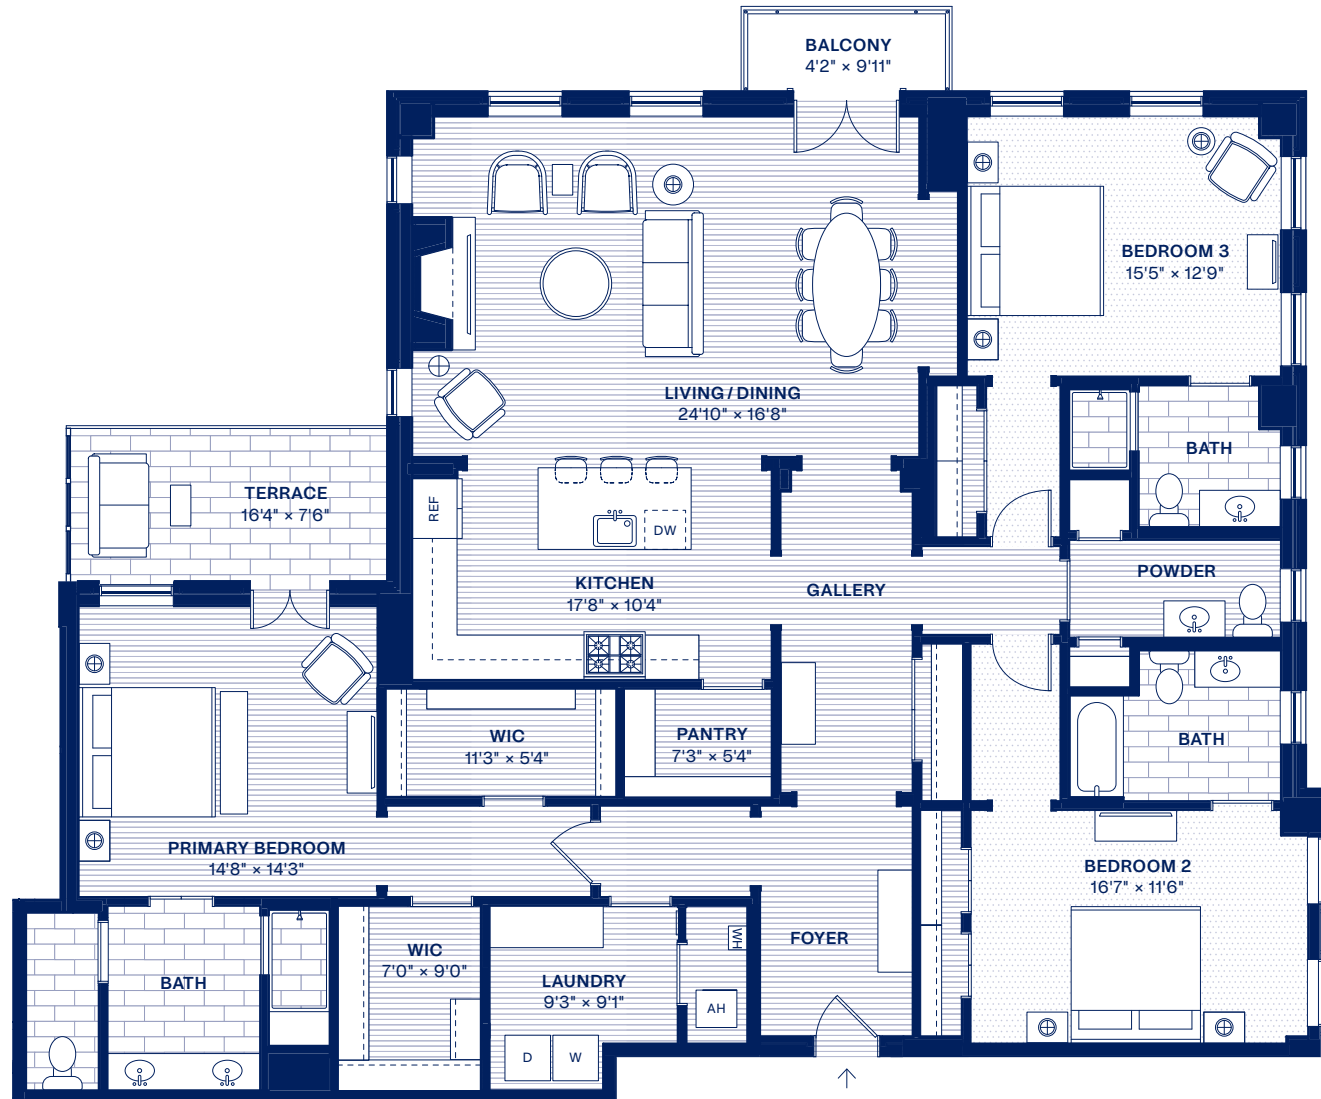 BALCONY
4'2" × 9'11"
BEDROOM 3
15'5" × 12'9"
LIVING / DINING
24'10" × 16'8"
BATH
TERRACE
16'4" × 7'6"
REF
DW
KITCHEN
17'8" × 10'4"
GALLERY
POWDER
WIC
11'3" × 5'4"
PANTRY
7'3" × 5'4"
BATH
PRIMARY BEDROOM
14'8" × 14'3"
BEDROOM 2
16'7" × 11'6"
WIC
7'0" × 9'0"
LAUNDRY
9'3" × 9'1"
WH
FOYER
BATH
AH
D
W